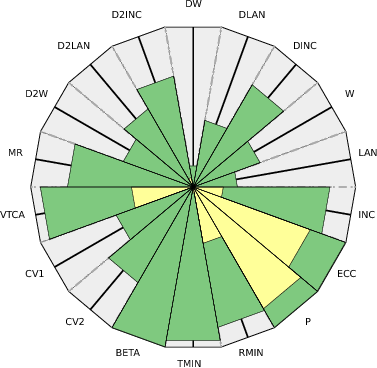 DW
D2INC
DLAN
D2LAN
DINC
D2W
W
MR
LAN
VTCA
INC
CV1
ECC
CV2
P
BETA
RMIN
TMIN